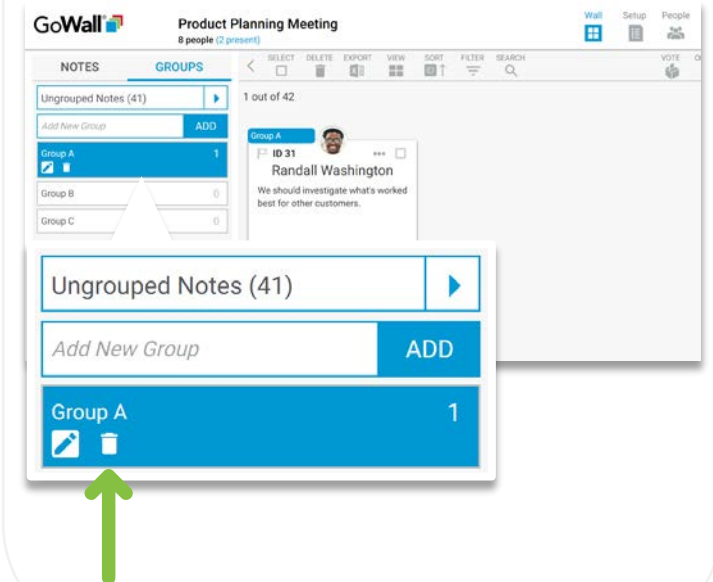 GoWall
Product Planning Meeting
8 people (2 present)
Wall
Setup
People
NOTES
GROUPS
SELECT
DELETE
EXPORT
VIEW
SORT
FILTER
SEARCH
VOTE
Ungrouped Notes (41)
1 out of 42
Add New Group
ADD
Group A
1
Group B
0
Group C
0
Group A
ID 31
Randall Washington
We should investigate what's worked
best for other customers.
Ungrouped Notes (41)
Add New Group
ADD
Group A
1